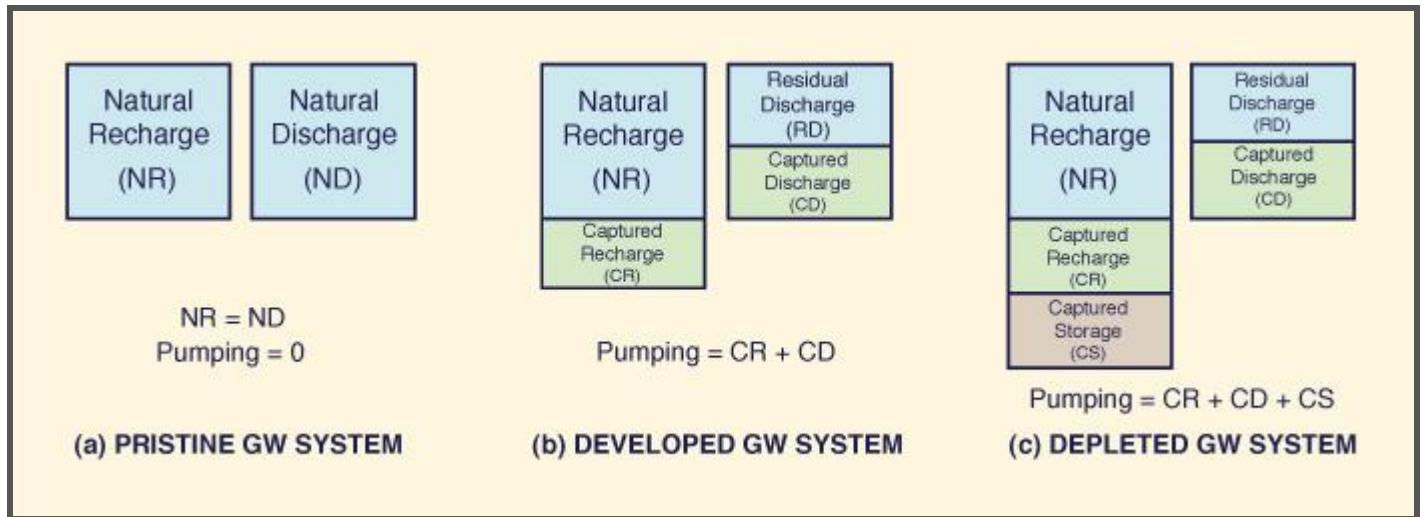 Natural
Recharge
(NR)
Natural
Discharge
(ND)
NR = ND
Pumping = 0
(a) PRISTINE GW SYSTEM
Natural
Recharge
(NR)
Captured
Recharge
(CR)
Residual
Discharge
(RD)
Captured
Discharge
(CD)
Pumping = CR + CD
(b) DEVELOPED GW SYSTEM
Natural
Recharge
(NR)
Captured
Recharge
(CR)
Captured
Storage
(CS)
Residual
Discharge
(RD)
Captured
Discharge
(CD)
Pumping = CR + CD + CS
(c) DEPLETED GW SYSTEM